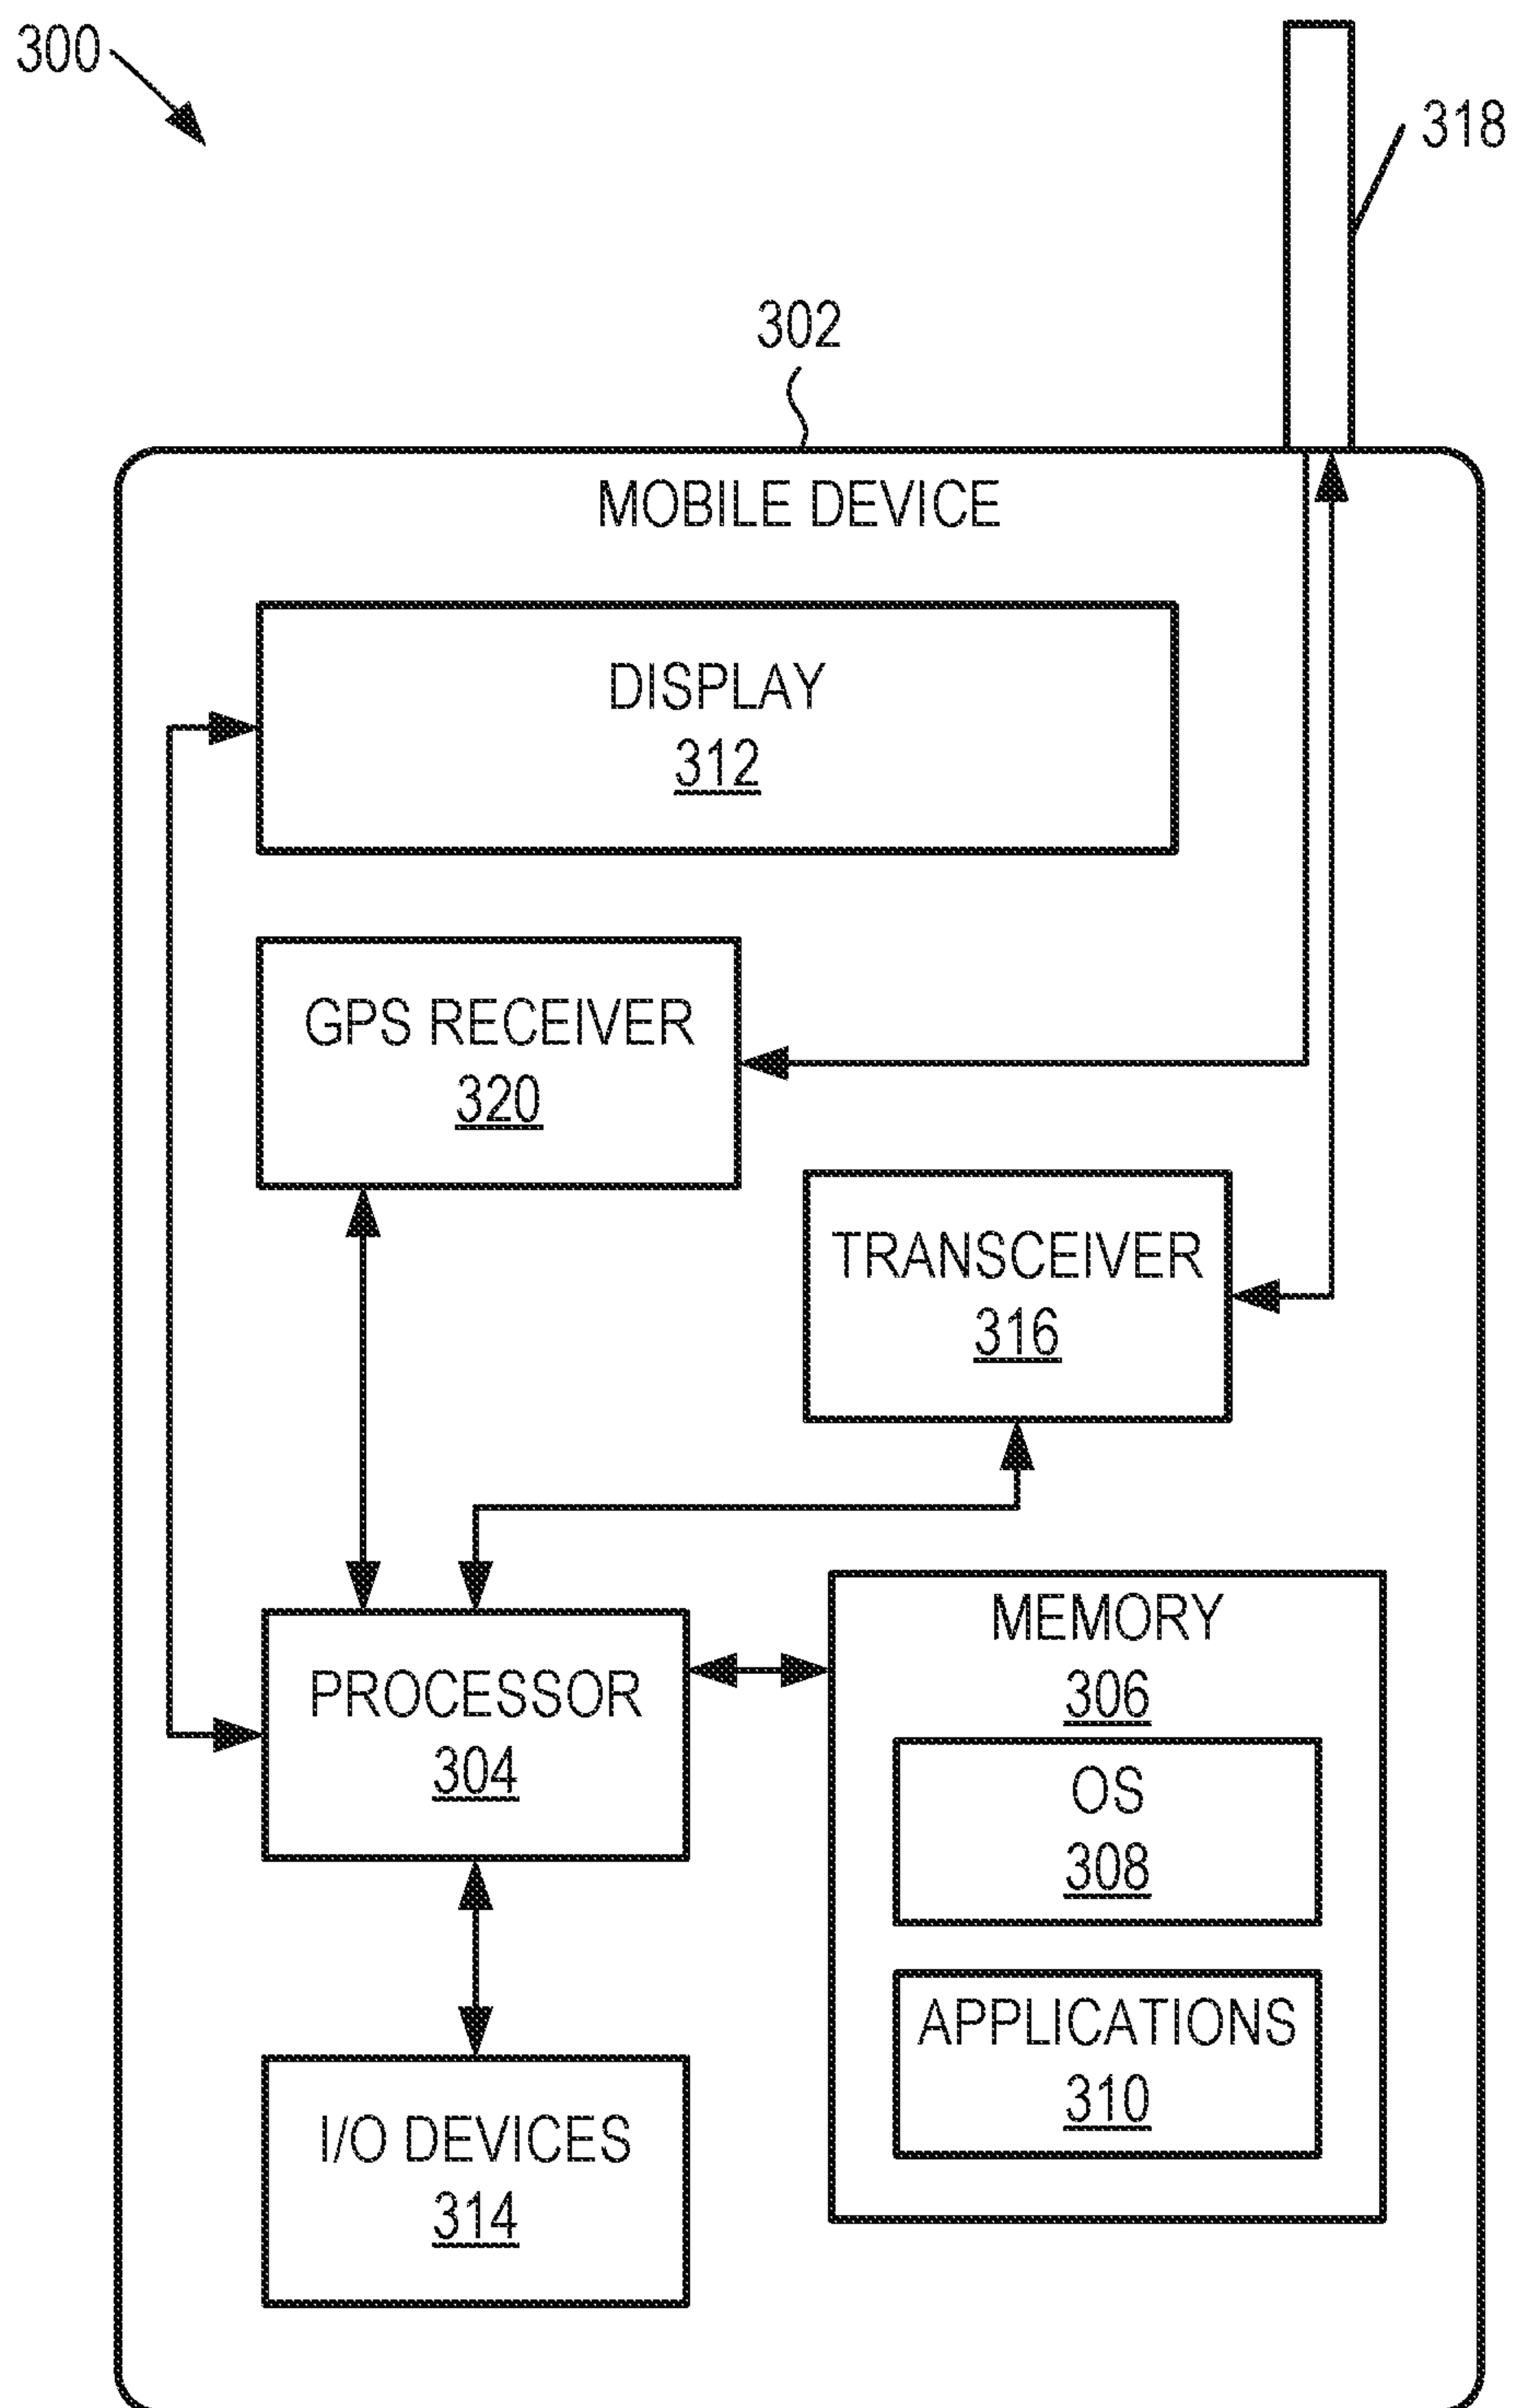 300
318
302
MOBILE DEVICE
DISPLAY
312
GPS RECEIVER
320
TRANSCEIVER
316
MEMORY
306
PROCESSOR
304
OS
308
APPLICATIONS
310
I/O DEVICES
314